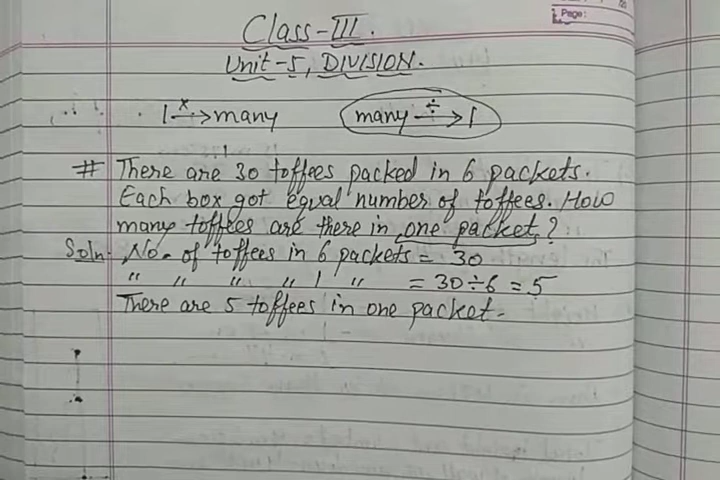 Page:
Class-III.
Unit-5, DIVISION.
1 × → many many ÷ → 1
# There are 30 toffees packed in 6 packets.
Each box got equal number of toffees. How
many toffees are there in one packet?
Soln. No. of toffees in 6 packets = 30
" " " " 1 " = 30÷6 = 5
There are 5 toffees in one packet.